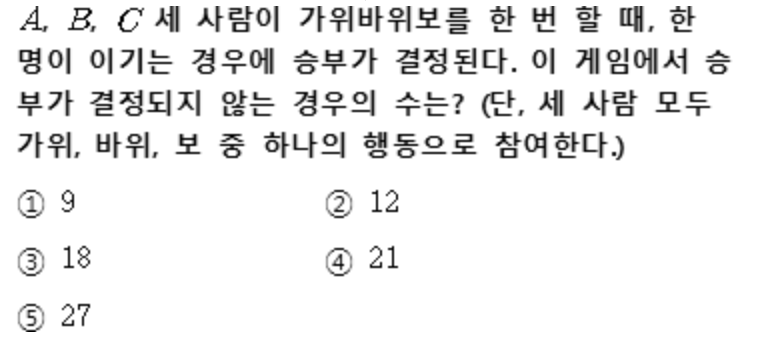 A, B, C 세 사람이 가위바위보를 한 번 할 때, 한
명이 이기는 경우에 승부가 결정된다. 이 게임에서 승
부가 결정되지 않는 경우의 수는? (단, 세 사람 모두
가위, 바위, 보 중 하나의 행동으로 참여한다.)
① 9 ② 12
③ 18 ④ 21
⑤ 27